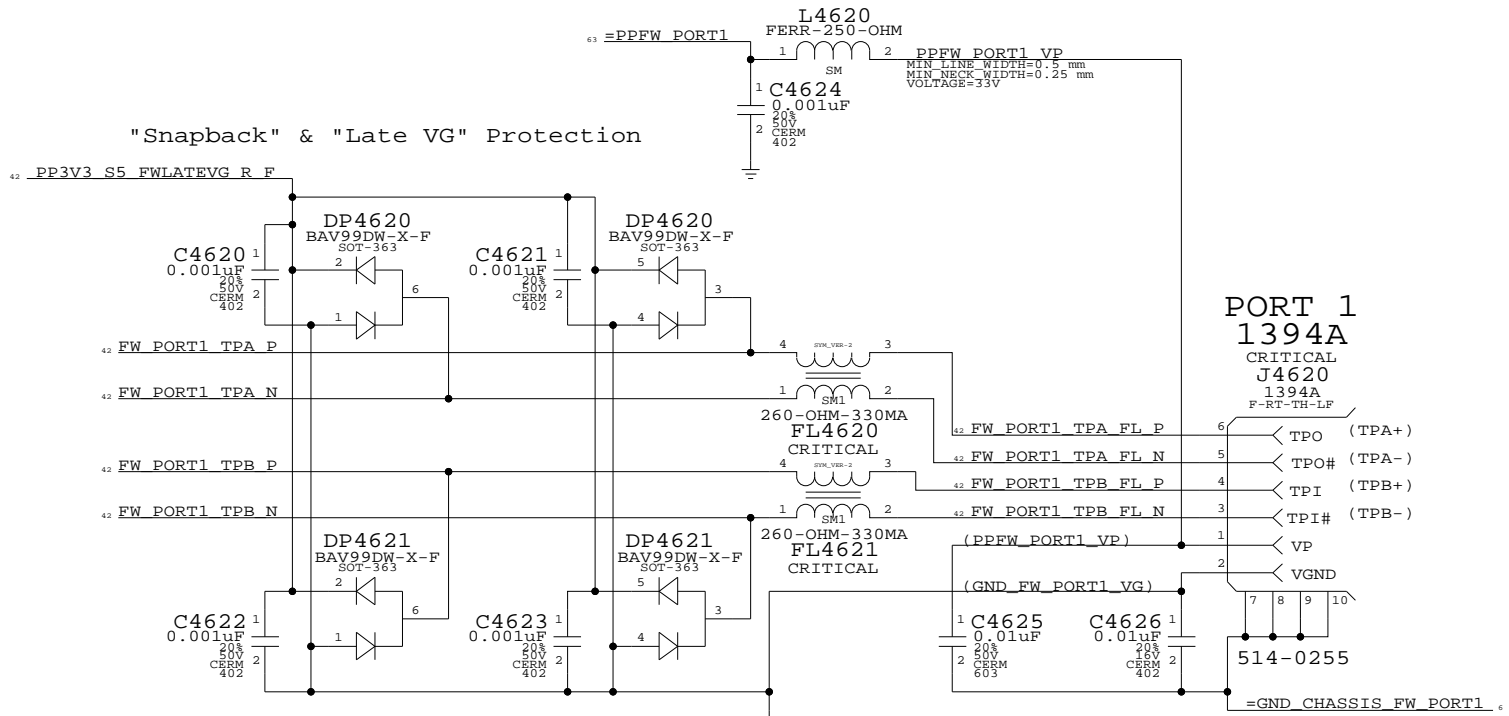 L4620
FERR-250-OHM
63 =PPFW_PORT1
1 2
SM
PPFW_PORT1_VP
MIN_LINE_WIDTH=0.5 mm
MIN_NECK_WIDTH=0.25 mm
VOLTAGE=33V
1
C4624
0.001uF
20%
50V
2 CERM
402
"Snapback" & "Late VG" Protection
42 PP3V3_S5_FWLATEVG_R_F
C4620 1
0.001uF
20%
50V
CERM 2
402
DP4620
BAV99DW-X-F
SOT-363
2
6
1
C4621 1
0.001uF
20%
50V
CERM 2
402
DP4620
BAV99DW-X-F
SOT-363
5
3
4
42 FW_PORT1_TPA_P
42 FW_PORT1_TPA_N
4 SYM_VER-2 3
1 2
SM1
260-OHM-330MA
FL4620
CRITICAL
42 FW_PORT1_TPB_P
42 FW_PORT1_TPB_N
4 SYM_VER-2 3
1 2
SM1
260-OHM-330MA
FL4621
CRITICAL
PORT 1
1394A
CRITICAL
J4620
1394A
F-RT-TH-LF
42 FW_PORT1_TPA_FL_P 6 TPO (TPA+)
42 FW_PORT1_TPA_FL_N 5 TPO# (TPA-)
42 FW_PORT1_TPB_FL_P 4 TPI (TPB+)
42 FW_PORT1_TPB_FL_N 3 TPI# (TPB-)
(PPFW_PORT1_VP) 1 VP
(GND_FW_PORT1_VG) 2 VGND
7 8 9 10
514-0255
C4622 1
0.001uF
20%
50V
CERM 2
402
DP4621
BAV99DW-X-F
SOT-363
2
6
1
C4623 1
0.001uF
20%
50V
CERM 2
402
DP4621
BAV99DW-X-F
SOT-363
5
3
4
1 C4625
0.01uF
20%
50V
2 CERM
603
C4626 1
0.01uF
20%
16V
CERM 2
402
=GND_CHASSIS_FW_PORT1 6